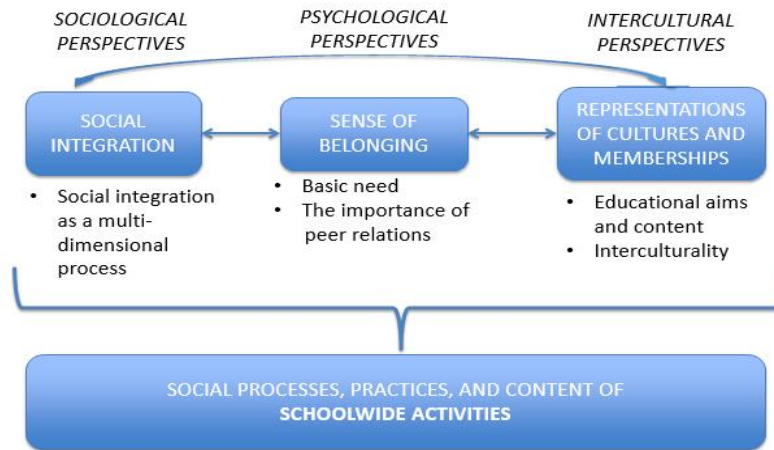 SOCIOLOGICAL
PERSPECTIVES
PSYCHOLOGICAL
PERSPECTIVES
INTERCULTURAL
PERSPECTIVES
SOCIAL
INTEGRATION
SENSE OF
BELONGING
REPRESENTATIONS
OF CULTURES AND
MEMBERSHIPS
• Social integration
as a multi-
dimensional
process
• Basic need
• The importance of
peer relations
• Educational aims
and content
• Interculturality
SOCIAL PROCESSES, PRACTICES, AND CONTENT OF
SCHOOLWIDE ACTIVITIES